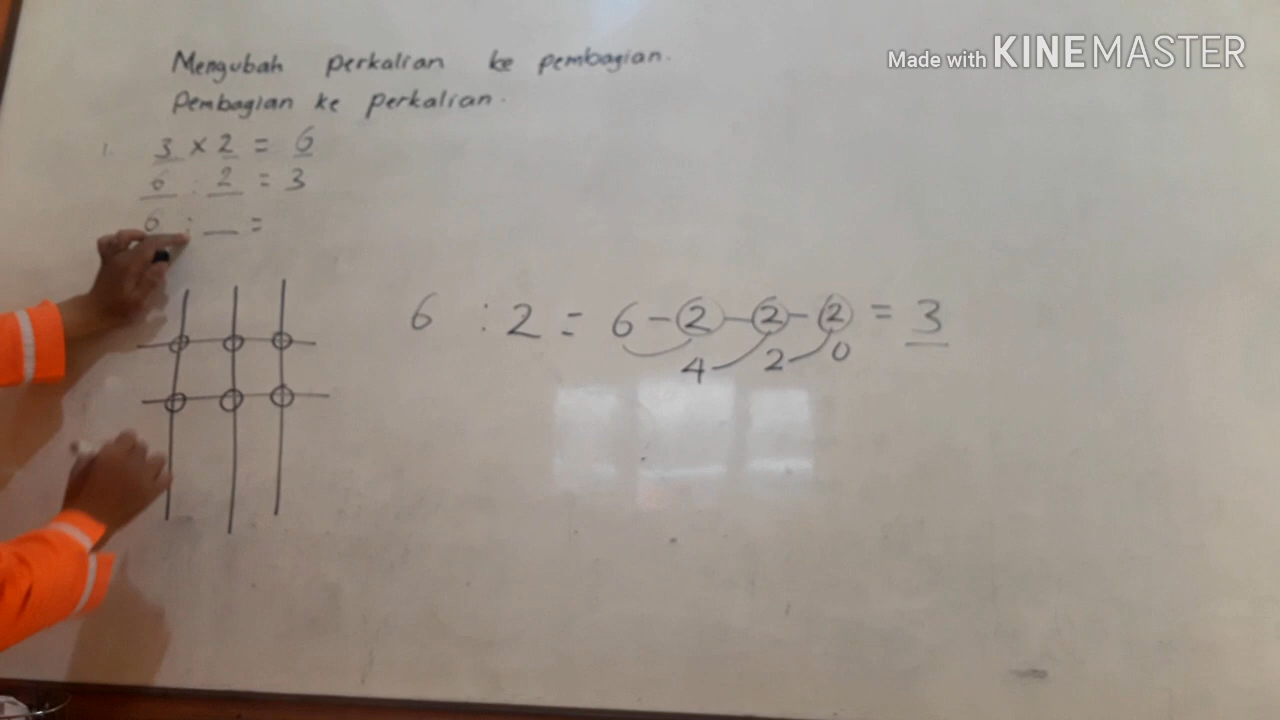 Made with KINEMASTER
Mengubah perkalian ke pembagian.
Pembagian ke perkalian.
1. 3 x 2 = 6
6 : 2 = 3
6 : __ =
6 : 2 = 6 - 2 - 2 - 2 = 3
4 2 0